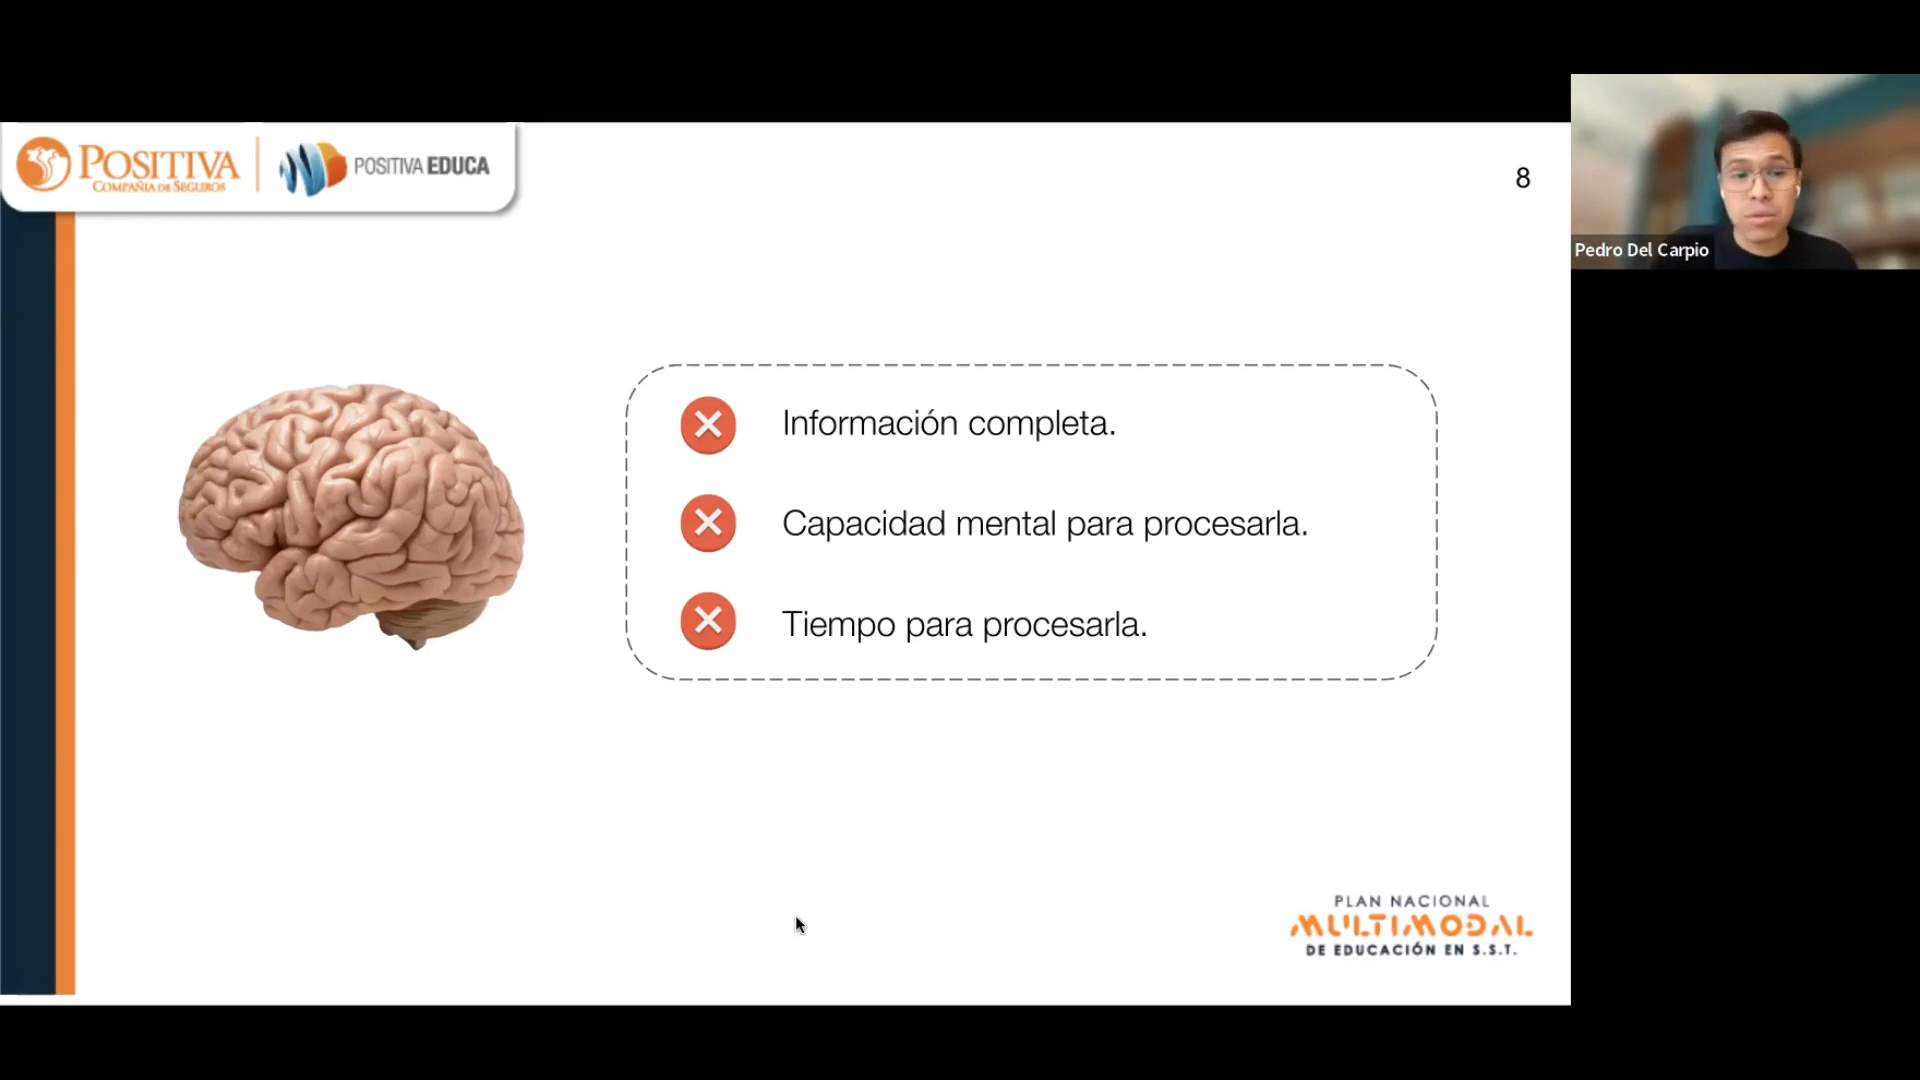 POSITIVA
COMPAÑIA DE SEGUROS
POSITIVA EDUCA
8
Pedro Del Carpio
Información completa.
Capacidad mental para procesarla.
Tiempo para procesarla.
PLAN NACIONAL
MULTIMODAL
DE EDUCACIÓN EN S.S.T.